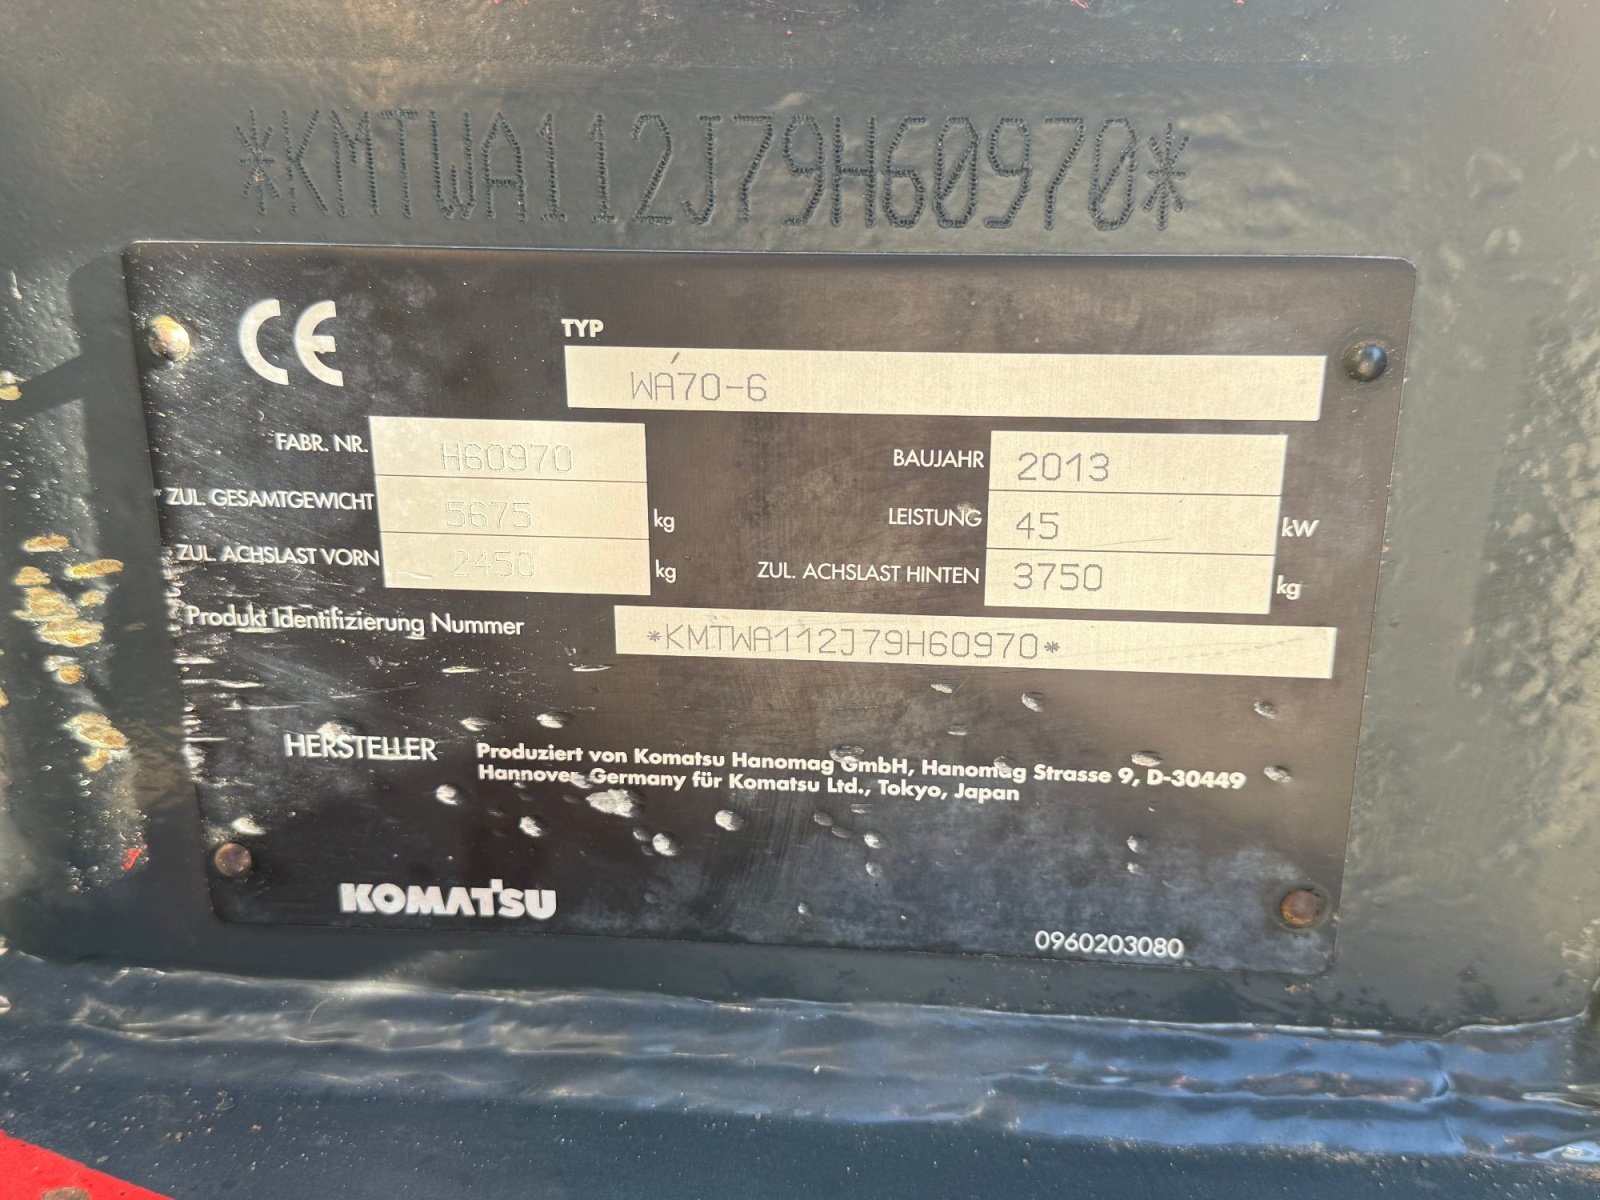 *KMTWA112J79H60970*
CE
TYP
WA70-6
FABR. NR. H60970
BAUJAHR 2013
ZUL. GESAMTGEWICHT 5675 kg
LEISTUNG 45 kW
ZUL. ACHSLAST VORN 2450 kg
ZUL. ACHSLAST HINTEN 3750 kg
Produkt Identifizierung Nummer *KMTWA112J79H60970*
HERSTELLER
Produziert von Komatsu Hanomag GmbH, Hanomag Strasse 9, D-30449
Hannover, Germany für Komatsu Ltd., Tokyo, Japan
KOMATSU
0960203080